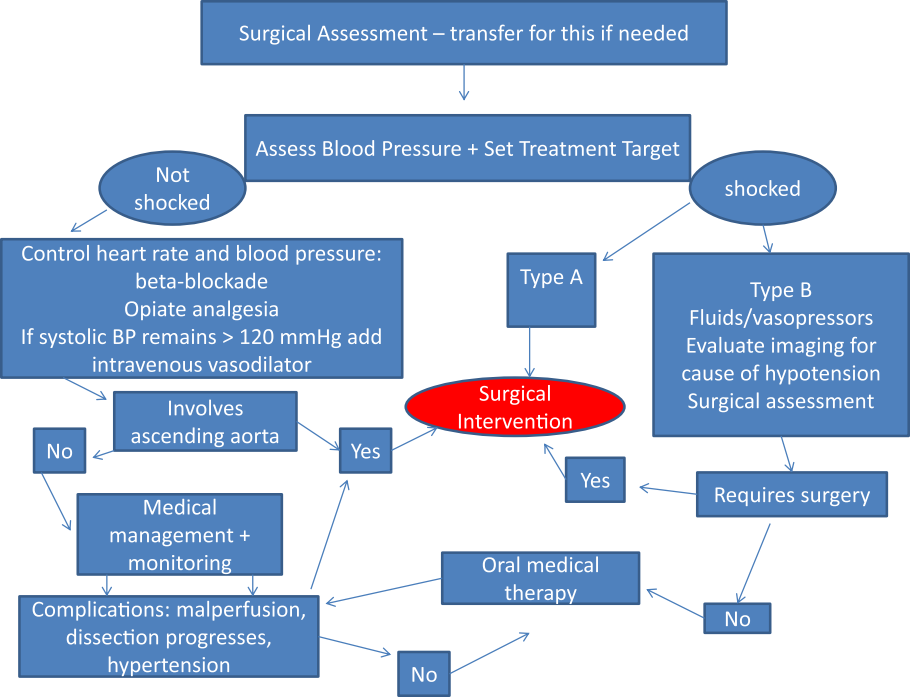 Surgical Assessment – transfer for this if needed
Assess Blood Pressure + Set Treatment Target
Not
shocked
shocked
Control heart rate and blood pressure:
beta-blockade
Opiate analgesia
If systolic BP remains > 120 mmHg add
intravenous vasodilator
Type A
Type B
Fluids/vasopressors
Evaluate imaging for
cause of hypotension
Surgical assessment
Surgical
Intervention
Involves
ascending aorta
No
Yes
Yes
Requires surgery
Medical
management +
monitoring
Oral medical
therapy
No
Complications: malperfusion,
dissection progresses,
hypertension
No